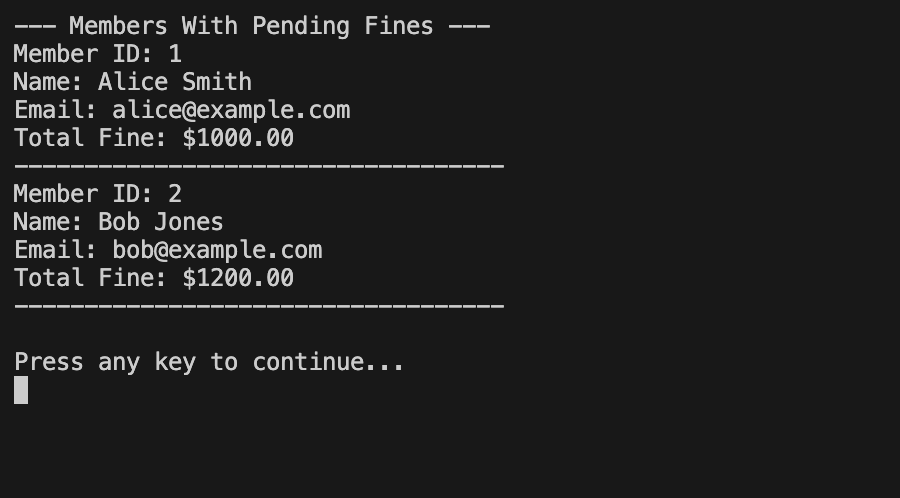 --- Members With Pending Fines ---
Member ID: 1
Name: Alice Smith
Email: alice@example.com
Total Fine: $1000.00
-----------------------------------
Member ID: 2
Name: Bob Jones
Email: bob@example.com
Total Fine: $1200.00
-----------------------------------
Press any key to continue...